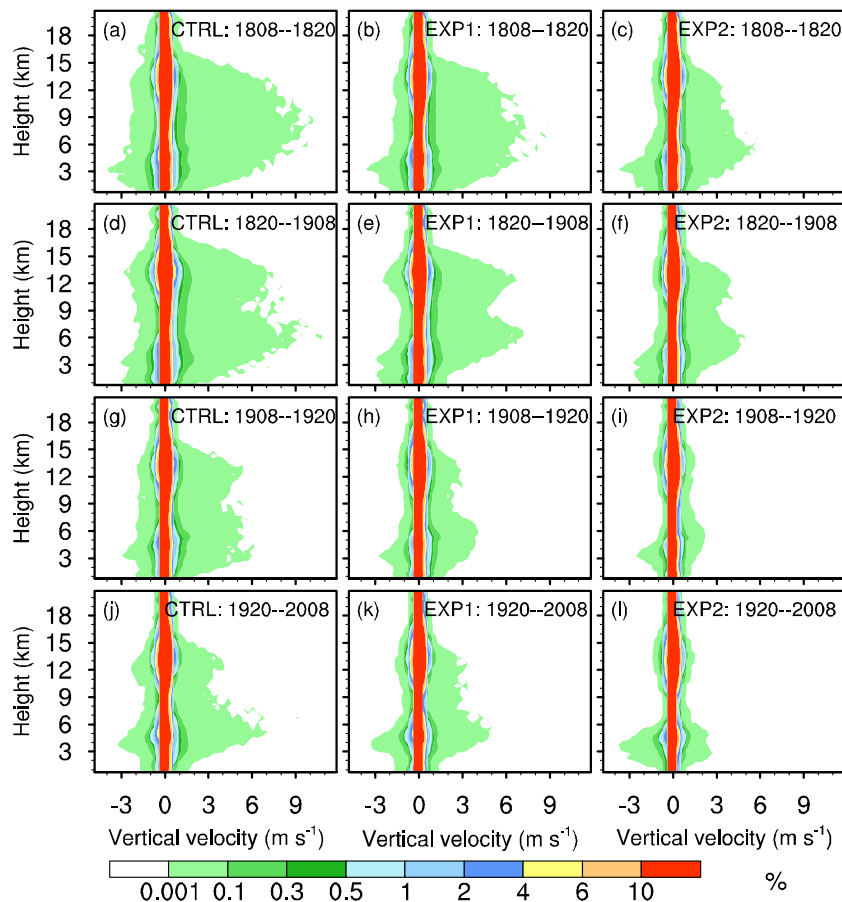 (a) CTRL: 1808--1820
(b) EXP1: 1808–1820
(c) EXP2: 1808--1820
18
15
12
9
6
3
Height (km)
(d) CTRL: 1820--1908
(e) EXP1: 1820–1908
(f) EXP2: 1820--1908
18
15
12
9
6
3
Height (km)
(g) CTRL: 1908--1920
(h) EXP1: 1908–1920
(i) EXP2: 1908--1920
18
15
12
9
6
3
Height (km)
(j) CTRL: 1920--2008
(k) EXP1: 1920--2008
(l) EXP2: 1920--2008
18
15
12
9
6
3
Height (km)
-3 0 3 6 9 -3 0 3 6 9 -3 0 3 6 9
Vertical velocity (m s⁻¹) Vertical velocity (m s⁻¹) Vertical velocity (m s⁻¹)
0.001 0.1 0.3 0.5 1 2 4 6 10 %